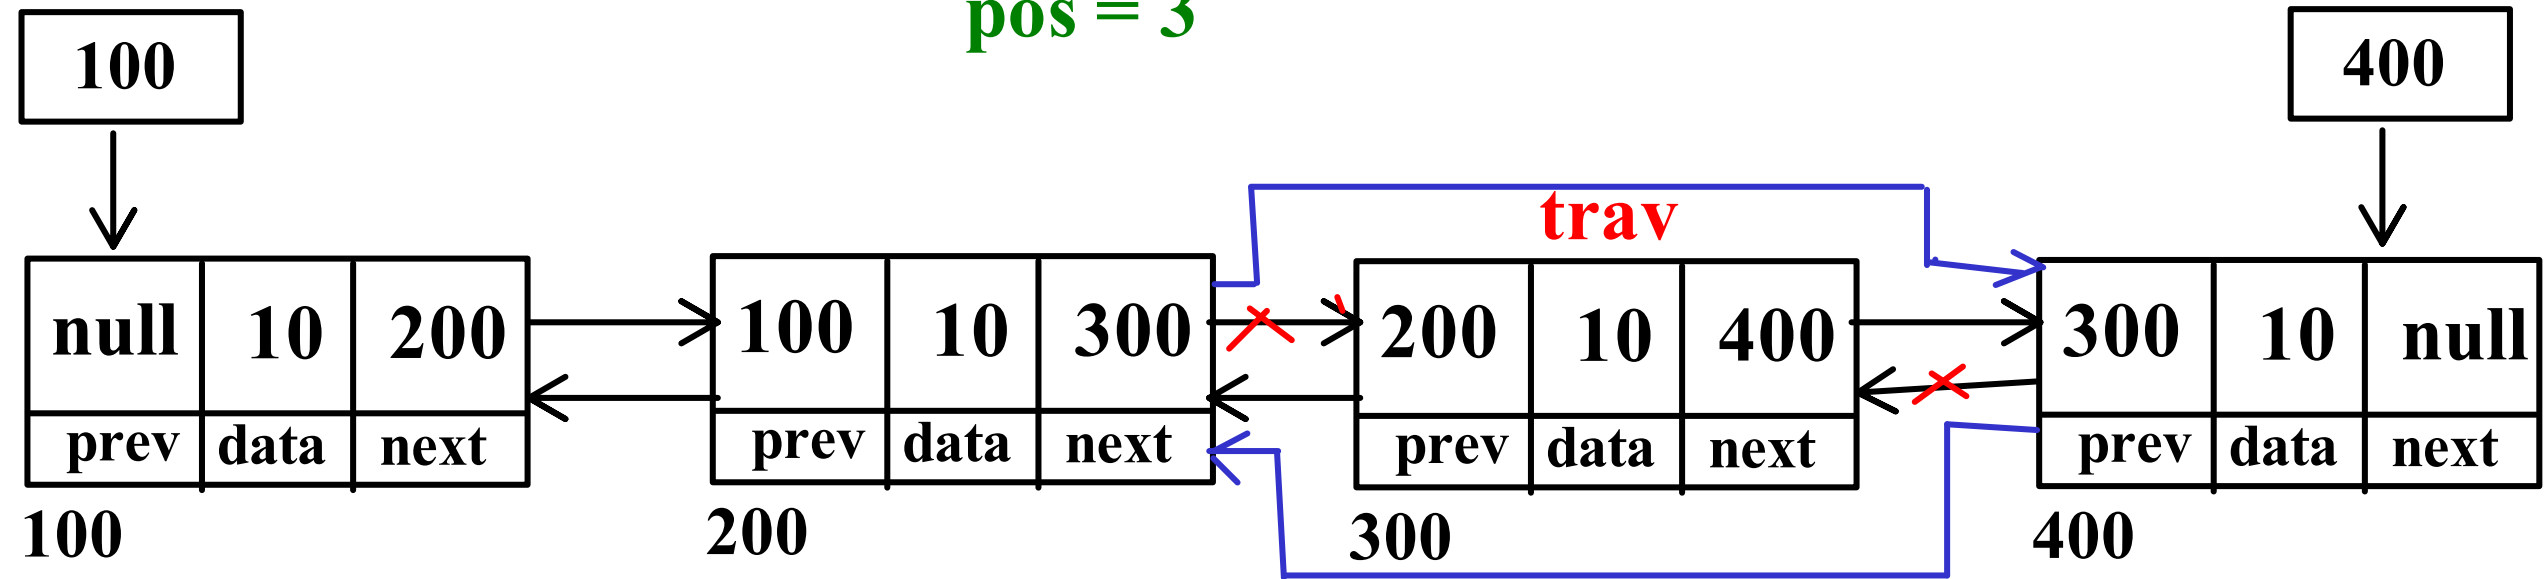 pos = 3
100
400
trav
null 10 200
100 10 300
200 10 400
300 10 null
prev data next
prev data next
prev data next
prev data next
100
200
300
400